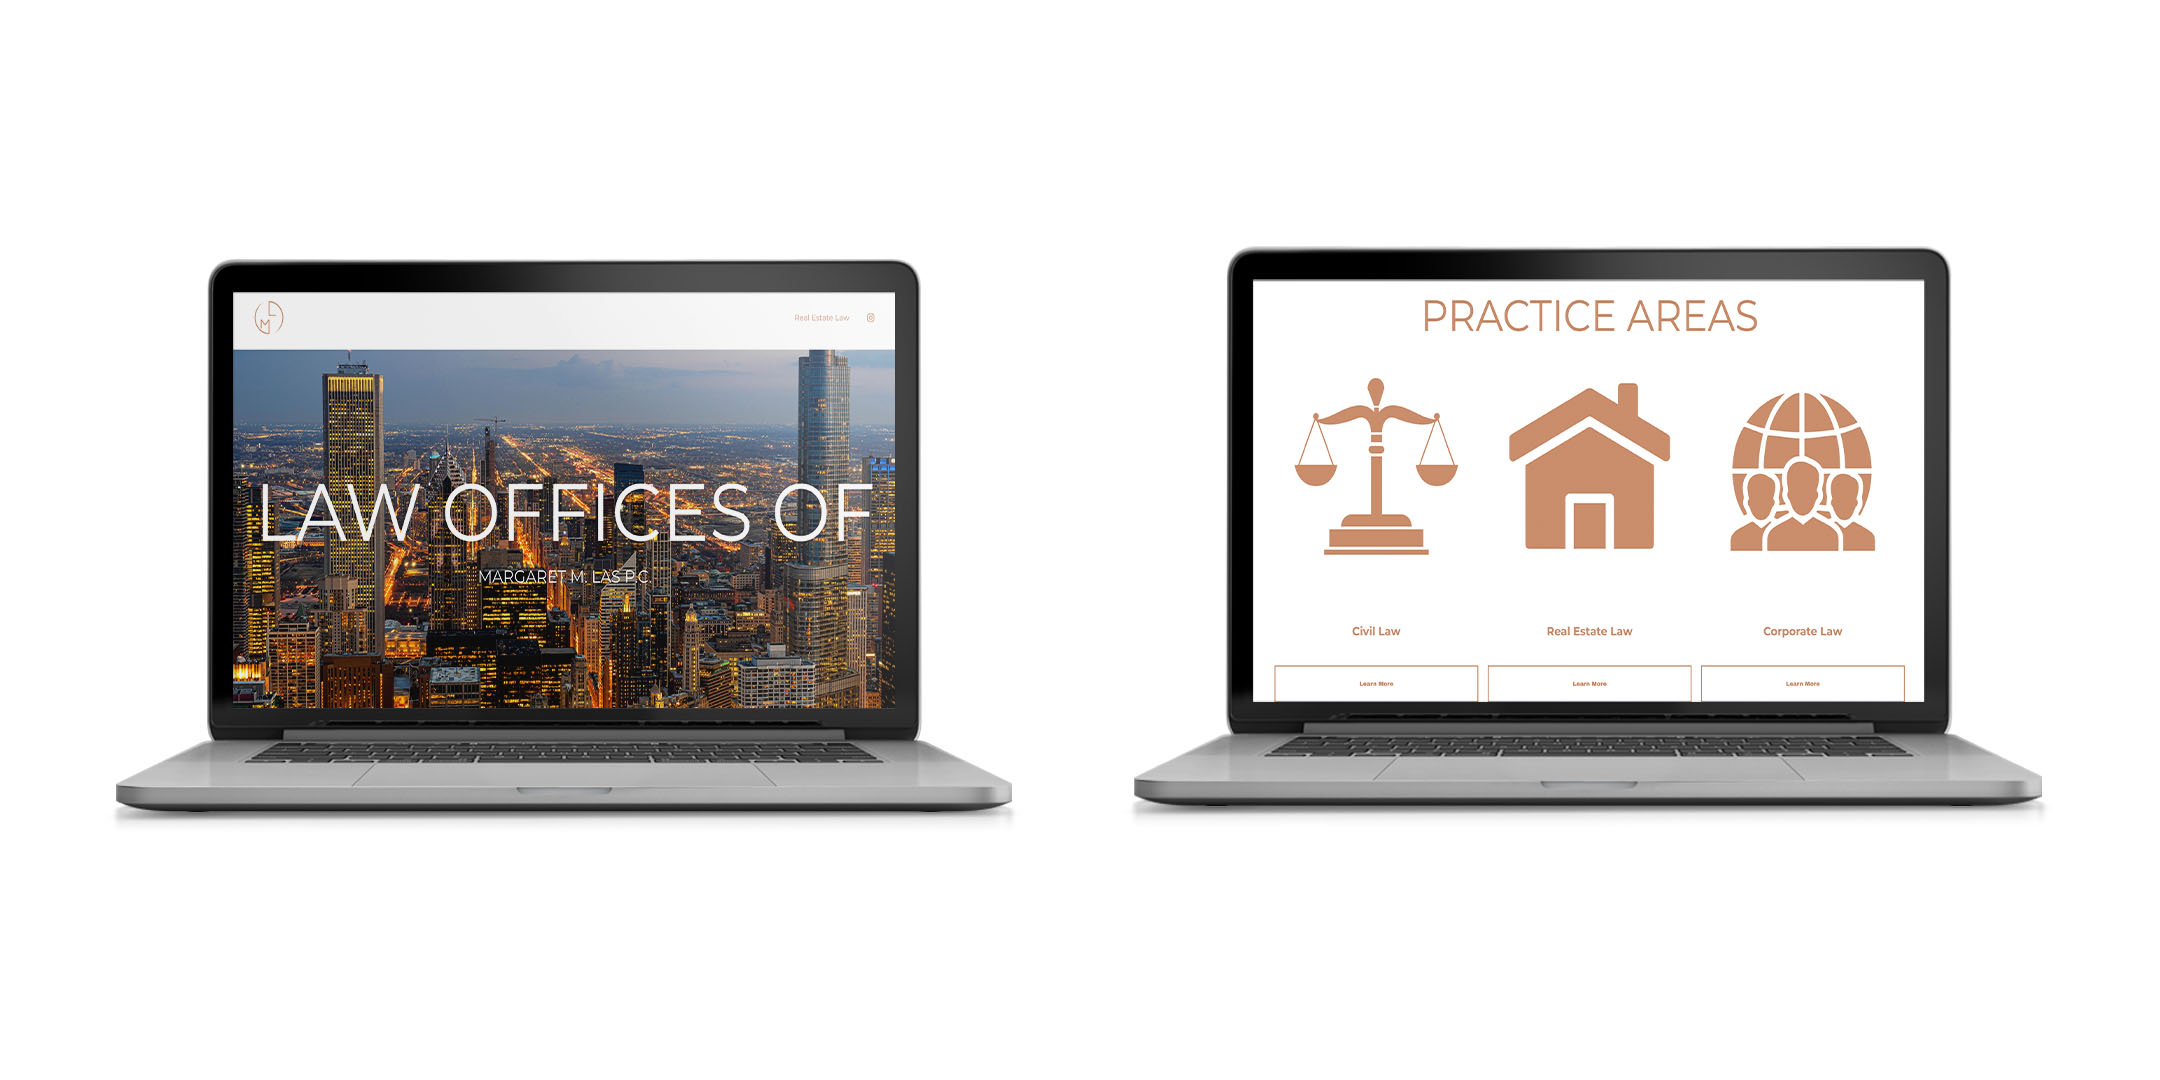 L
M
Real Estate Law
LAW OFFICES OF
MARGARET M. LAS P.C.
PRACTICE AREAS
Civil Law
Real Estate Law
Corporate Law
Learn More
Learn More
Learn More